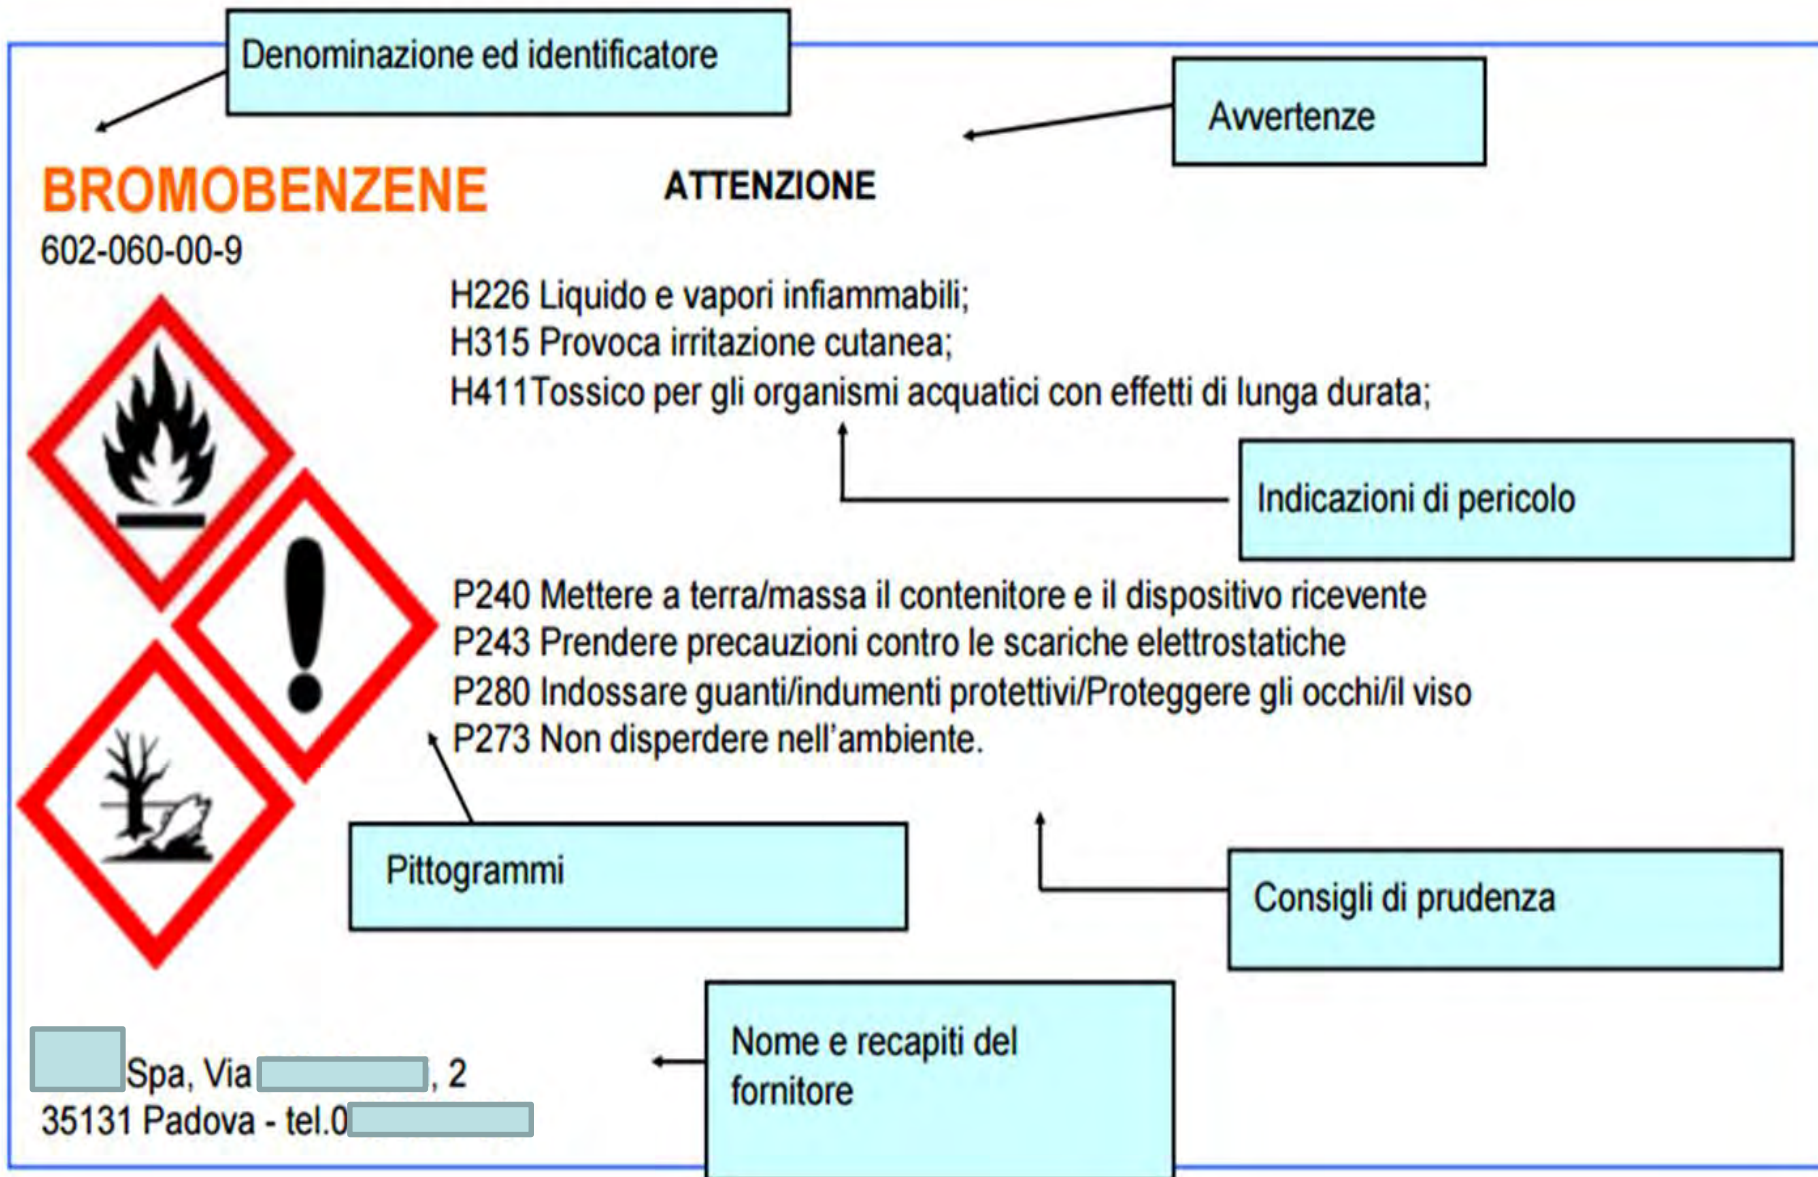 Denominazione ed identificatore
Avvertenze
BROMOBENZENE
ATTENZIONE
602-060-00-9
H226 Liquido e vapori infiammabili;
H315 Provoca irritazione cutanea;
H411Tossico per gli organismi acquatici con effetti di lunga durata;
Indicazioni di pericolo
P240 Mettere a terra/massa il contenitore e il dispositivo ricevente
P243 Prendere precauzioni contro le scariche elettrostatiche
P280 Indossare guanti/indumenti protettivi/Proteggere gli occhi/il viso
P273 Non disperdere nell'ambiente.
Pittogrammi
Consigli di prudenza
Nome e recapiti del
fornitore
Spa, Via , 2
35131 Padova - tel.0